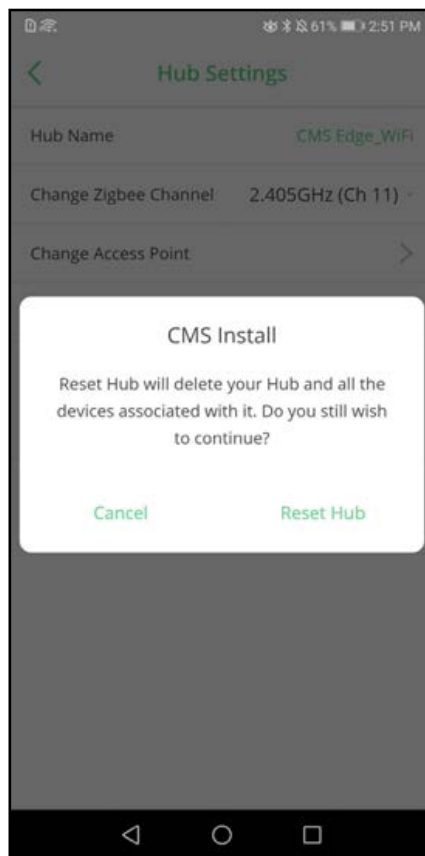 61% 2:51 PM
Hub Settings
Hub Name CMS Edge_WiFi
Change Zigbee Channel 2.405GHz (Ch 11)
Change Access Point
CMS Install
Reset Hub will delete your Hub and all the
devices associated with it. Do you still wish
to continue?
Cancel Reset Hub